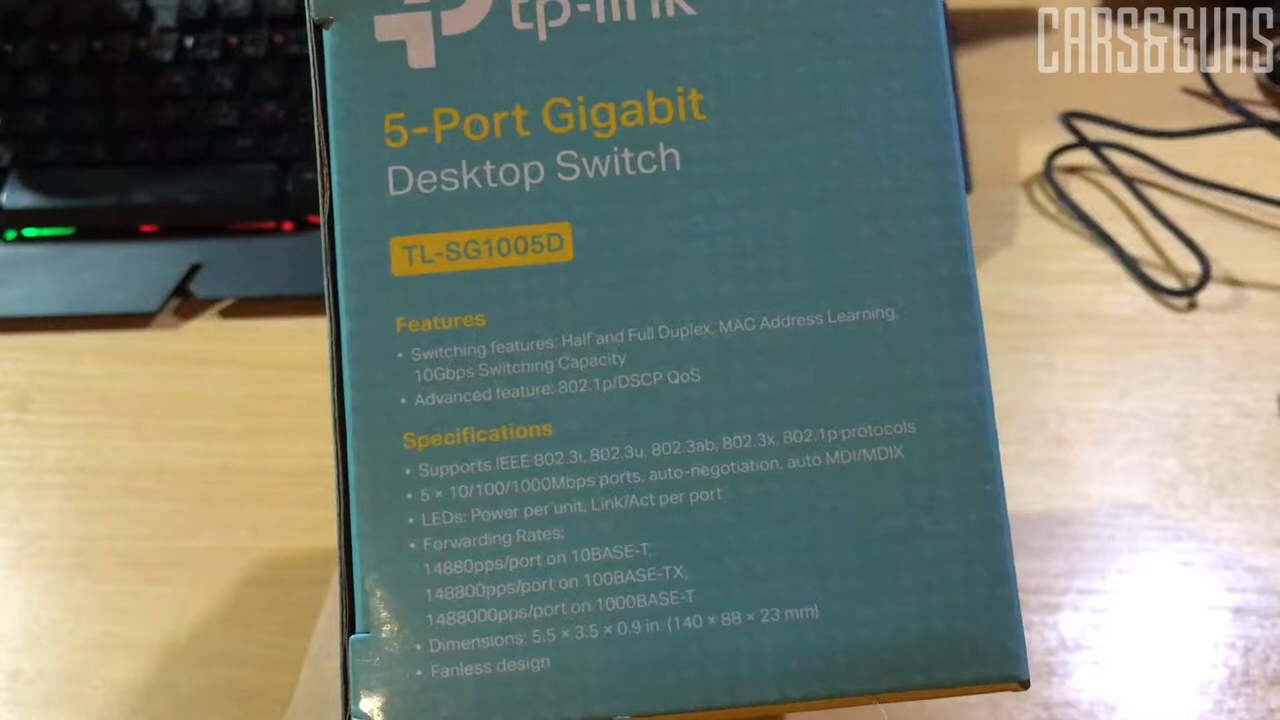 CARS&GUNS
tp-link
5-Port Gigabit
Desktop Switch
TL-SG1005D
Features
• Switching features: Half and Full Duplex, MAC Address Learning,
10Gbps Switching Capacity
• Advanced feature: 802.1p/DSCP QoS
Specifications
• Supports IEEE 802.3i, 802.3u, 802.3ab, 802.3x, 802.1p protocols
• 5 × 10/100/1000Mbps ports, auto-negotiation, auto MDI/MDIX
• LEDs: Power per unit, Link/Act per port
• Forwarding Rates:
14880pps/port on 10BASE-T,
148800pps/port on 100BASE-TX,
1488000pps/port on 1000BASE-T
• Dimensions: 5.5 × 3.5 × 0.9 in. (140 × 88 × 23 mm)
• Fanless design